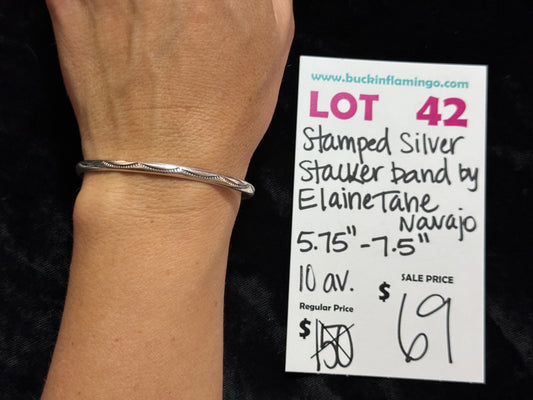 www.buckinflamingo.com
LOT 42
Stamped Silver
Stacker band by
Elaine Tahe
Navajo
5.75" - 7.5"
10 av.
SALE PRICE
$ 69
Regular Price
$ 150